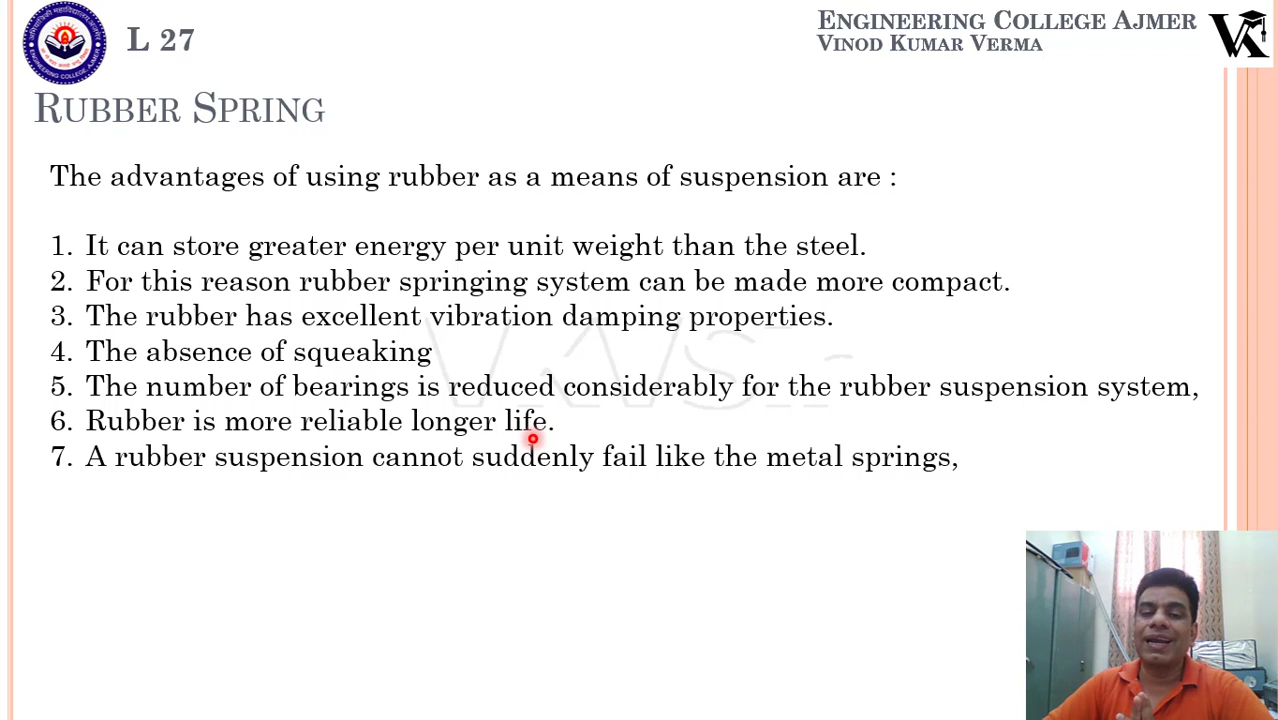 L 27
ENGINEERING COLLEGE AJMER
VINOD KUMAR VERMA
RUBBER SPRING
The advantages of using rubber as a means of suspension are :
1. It can store greater energy per unit weight than the steel.
2. For this reason rubber springing system can be made more compact.
3. The rubber has excellent vibration damping properties.
4. The absence of squeaking
5. The number of bearings is reduced considerably for the rubber suspension system,
6. Rubber is more reliable longer life.
7. A rubber suspension cannot suddenly fail like the metal springs,